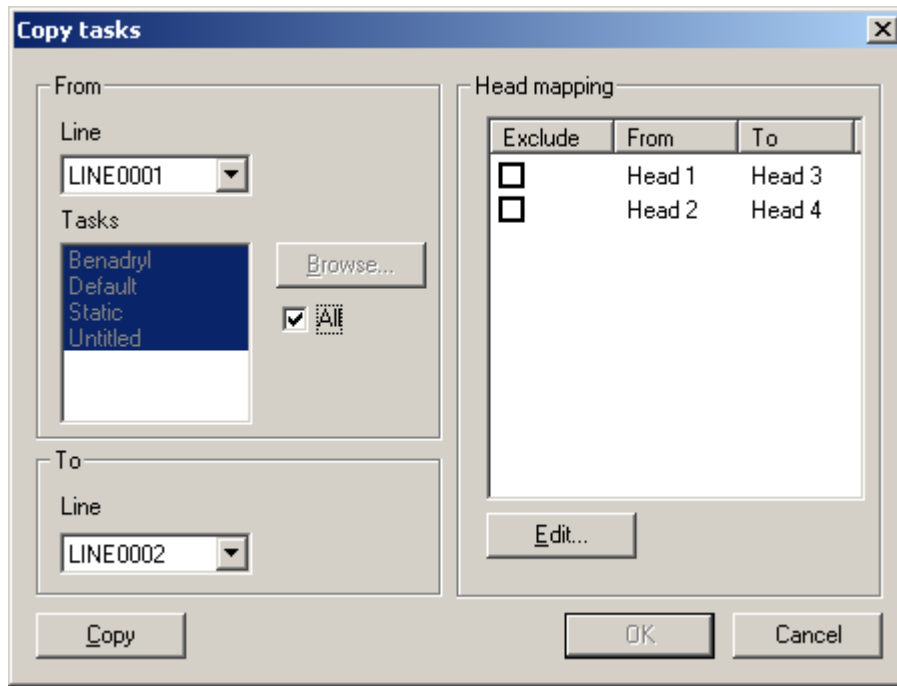 Copy tasks
From
Line
LINE0001
Tasks
Benadryl
Default
Static
Untitled
Browse...
All
To
Line
LINE0002
Copy
Head mapping
Exclude From To
Head 1 Head 3
Head 2 Head 4
Edit...
OK
Cancel